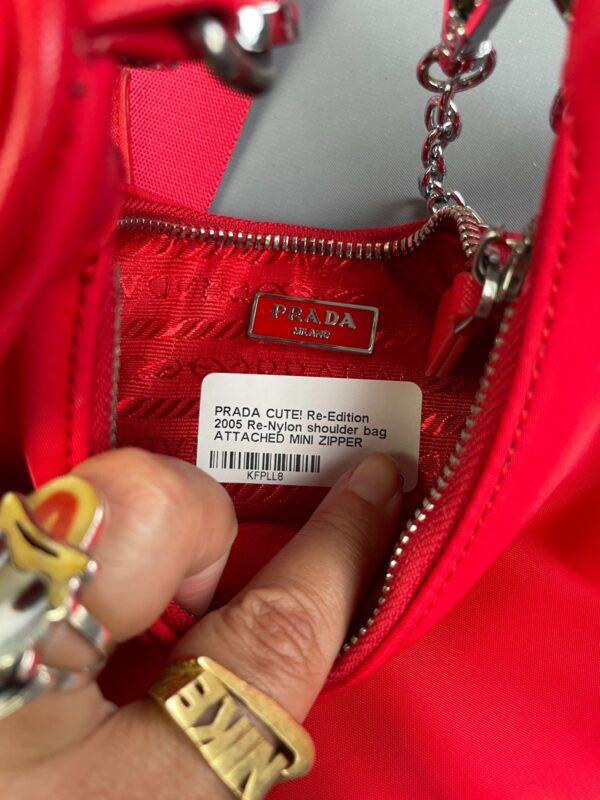 PRADA
MILANO
PRADA CUTE! Re-Edition
2005 Re-Nylon shoulder bag
ATTACHED MINI ZIPPER
KFPLL8
NIKE